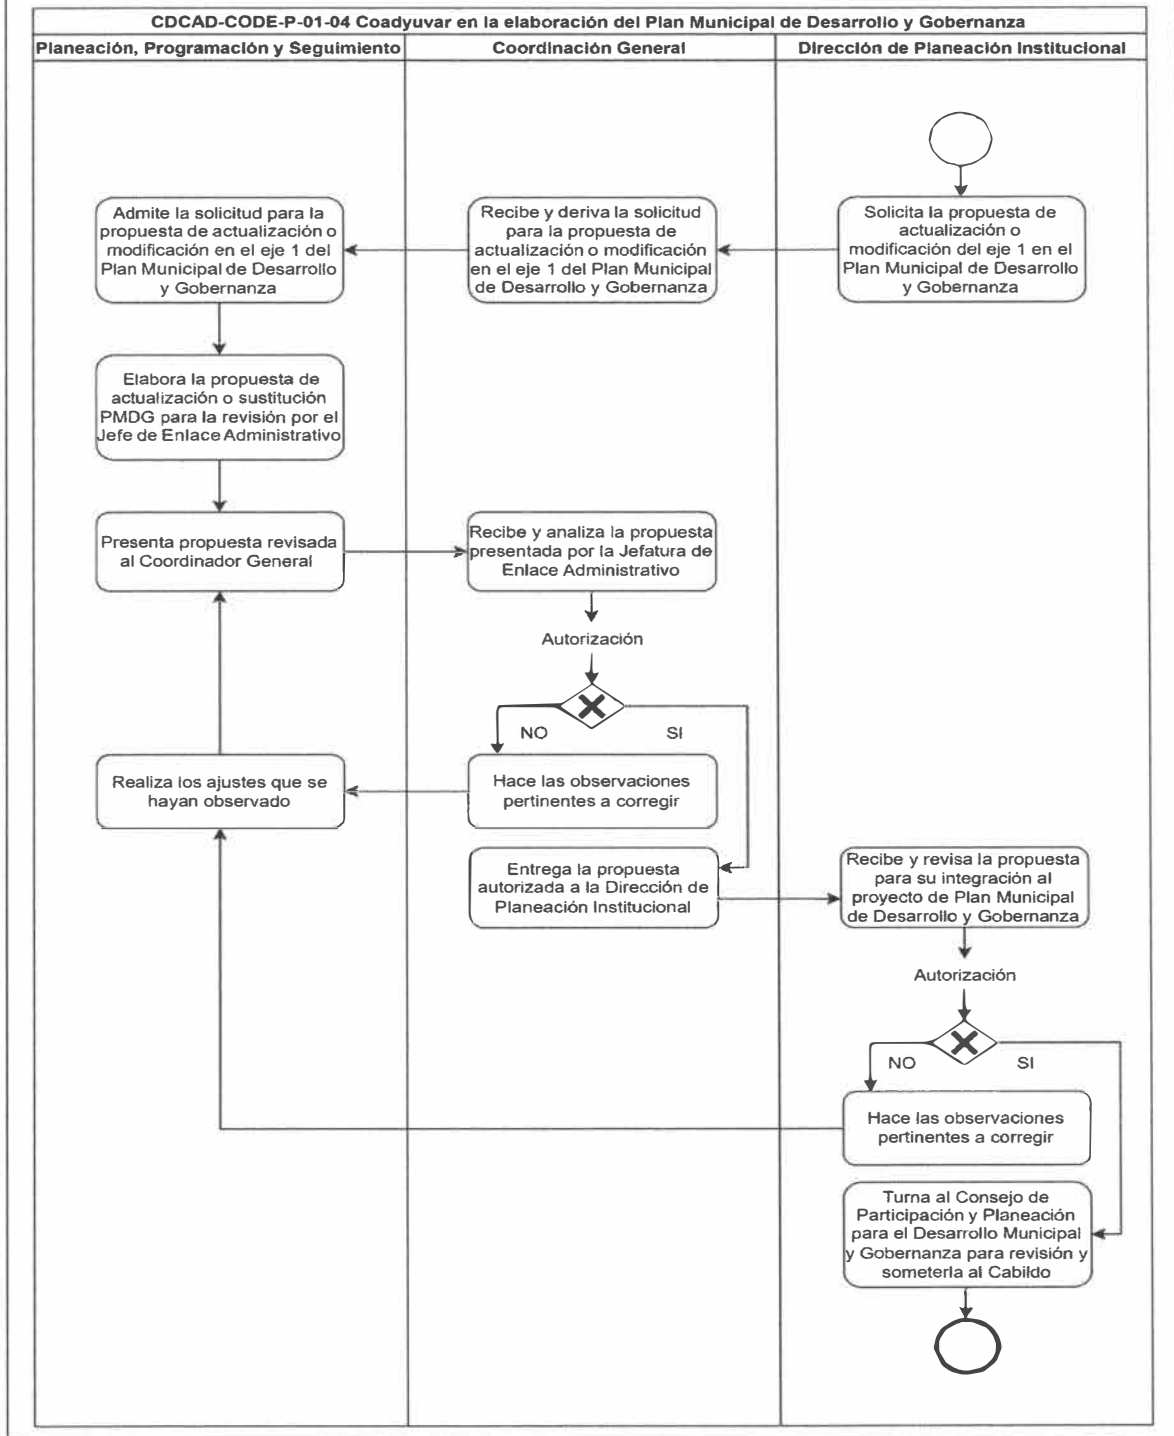 CDCAD-CODE-P-01-04 Coadyuvar en la elaboración del Plan Municipal de Desarrollo y Gobernanza
Planeación, Programación y Seguimiento
Coordinación General
Dirección de Planeación Institucional
Solicita la propuesta de
actualización o
modificación del eje 1 en el
Plan Municipal de Desarrollo
y Gobernanza
Recibe y deriva la solicitud
para la propuesta de
actualización o modificación
en el eje 1 del Plan Municipal
de Desarrollo y Gobernanza
Admite la solicitud para la
propuesta de actualización o
modificación en el eje 1 del
Plan Municipal de Desarrollo
y Gobernanza
Elabora la propuesta de
actualización o sustitución
PMDG para la revisión por el
Jefe de Enlace Administrativo
Presenta propuesta revisada
al Coordinador General
Recibe y analiza la propuesta
presentada por la Jefatura de
Enlace Administrativo
Autorización
NO
SI
Hace las observaciones
pertinentes a corregir
Realiza los ajustes que se
hayan observado
Entrega la propuesta
autorizada a la Dirección de
Planeación Institucional
Recibe y revisa la propuesta
para su integración al
proyecto de Plan Municipal
de Desarrollo y Gobernanza
Autorización
NO
SI
Hace las observaciones
pertinentes a corregir
Turna al Consejo de
Participación y Planeación
para el Desarrollo Municipal
y Gobernanza para revisión y
someterla al Cabildo